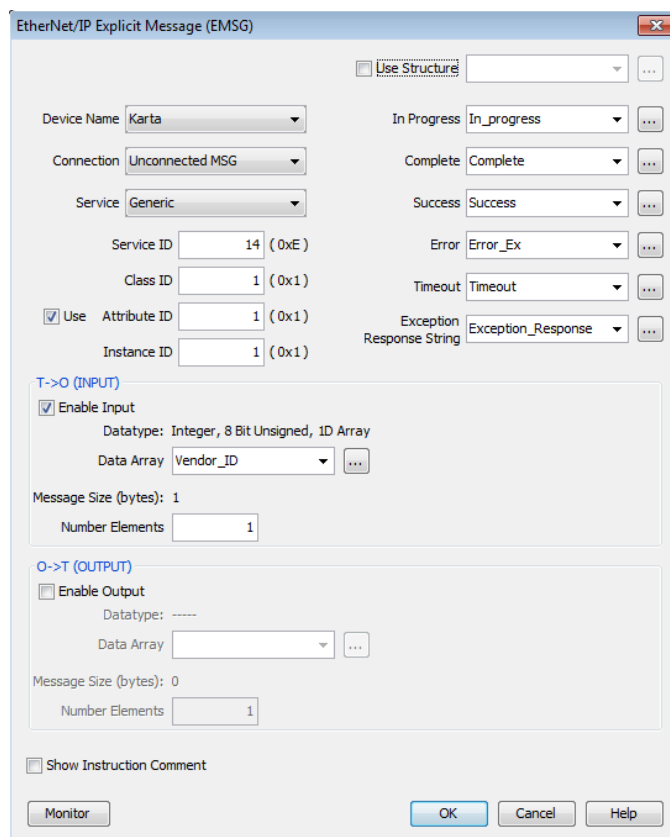 EtherNet/IP Explicit Message (EMSG)
Use Structure ...
Device Name Karta In Progress In_progress ...
Connection Unconnected MSG Complete Complete ...
Service Generic Success Success ...
Service ID 14 (0xE) Error Error_Ex ...
Class ID 1 (0x1) Timeout Timeout ...
Use Attribute ID 1 (0x1) Exception Response String Exception_Response ...
Instance ID 1 (0x1)
T->O (INPUT)
Enable Input
Datatype: Integer, 8 Bit Unsigned, 1D Array
Data Array Vendor_ID ...
Message Size (bytes): 1
Number Elements 1
O->T (OUTPUT)
Enable Output
Datatype: -----
Data Array ...
Message Size (bytes): 0
Number Elements 1
Show Instruction Comment
Monitor OK Cancel Help